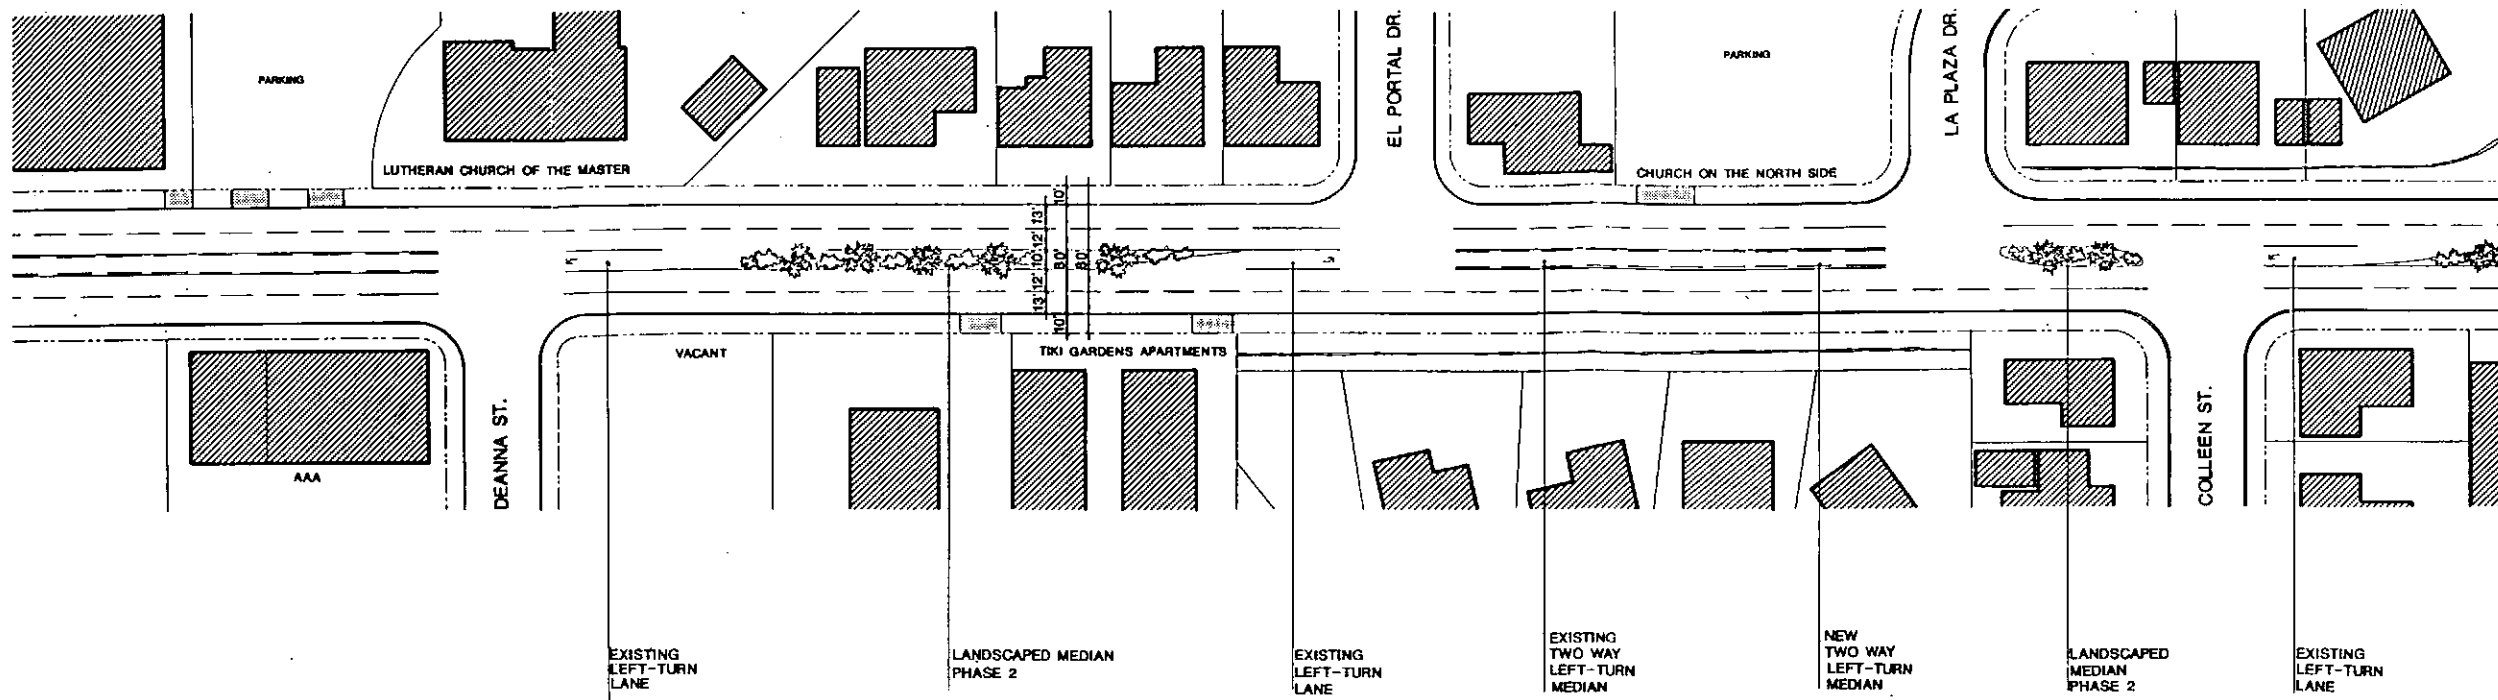 EL PORTAL DR.
LA PLAZA DR.
PARKING
PARKING
LUTHERAN CHURCH OF THE MASTER
CHURCH ON THE NORTH SIDE
10'
13'
12'
10'
12'
13'
10'
80'
80'
VACANT
TIKI GARDENS APARTMENTS
DEANNA ST.
COLLEEN ST.
AAA
EXISTING
LEFT-TURN
LANE
LANDSCAPED MEDIAN
PHASE 2
EXISTING
LEFT-TURN
LANE
EXISTING
TWO WAY
LEFT-TURN
MEDIAN
NEW
TWO WAY
LEFT-TURN
MEDIAN
LANDSCAPED
MEDIAN
PHASE 2
EXISTING
LEFT-TURN
LANE